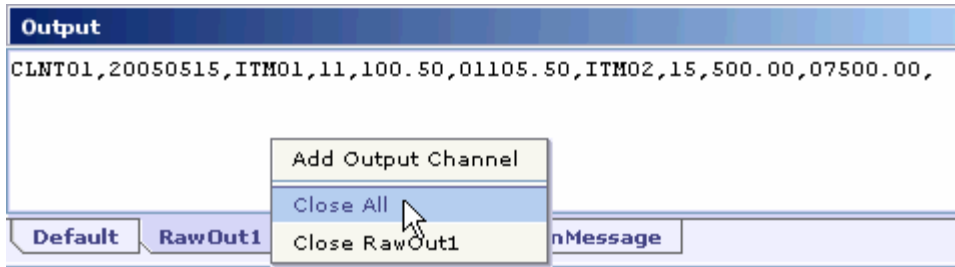 Output
CLNT01,20050515,ITM01,11,100.50,01105.50,ITM02,15,500.00,07500.00,
Add Output Channel
Close All
Close RawOut1
Default RawOut1 nMessage